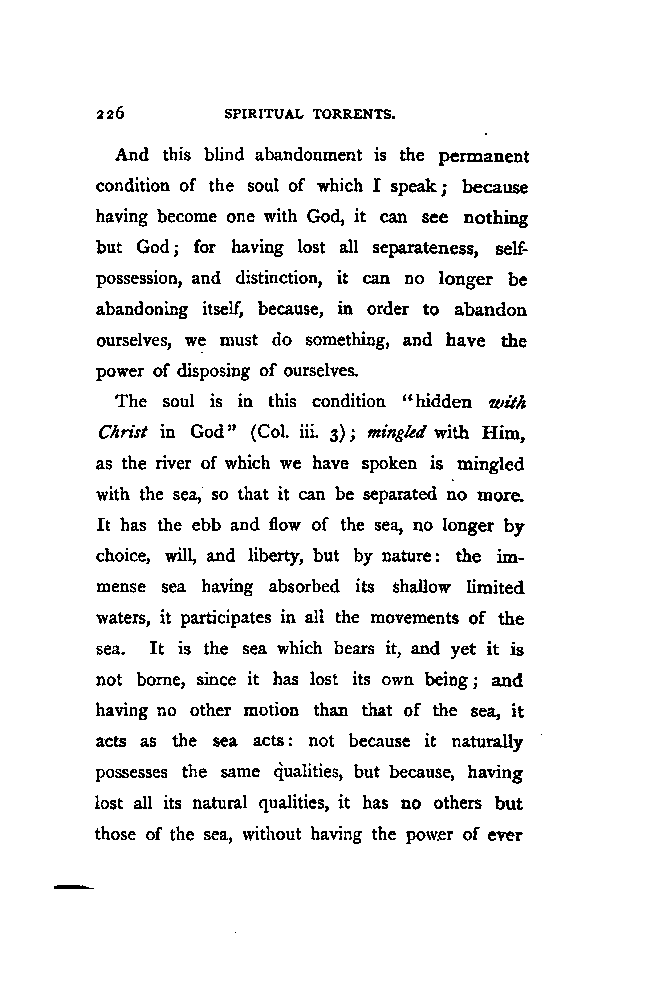 226 SPIRITUAL TORRENTS.
And this blind abandonment is the permanent
condition of the soul of which I speak; because
having become one with God, it can see nothing
but God; for having lost all separateness, self-
possession, and distinction, it can no longer be
abandoning itself, because, in order to abandon
ourselves, we must do something, and have the
power of disposing of ourselves.
The soul is in this condition "hidden with
Christ in God" (Col. iii. 3); mingled with Him,
as the river of which we have spoken is mingled
with the sea, so that it can be separated no more.
It has the ebb and flow of the sea, no longer by
choice, will, and liberty, but by nature: the im-
mense sea having absorbed its shallow limited
waters, it participates in all the movements of the
sea. It is the sea which bears it, and yet it is
not borne, since it has lost its own being; and
having no other motion than that of the sea, it
acts as the sea acts: not because it naturally
possesses the same qualities, but because, having
lost all its natural qualities, it has no others but
those of the sea, without having the power of ever